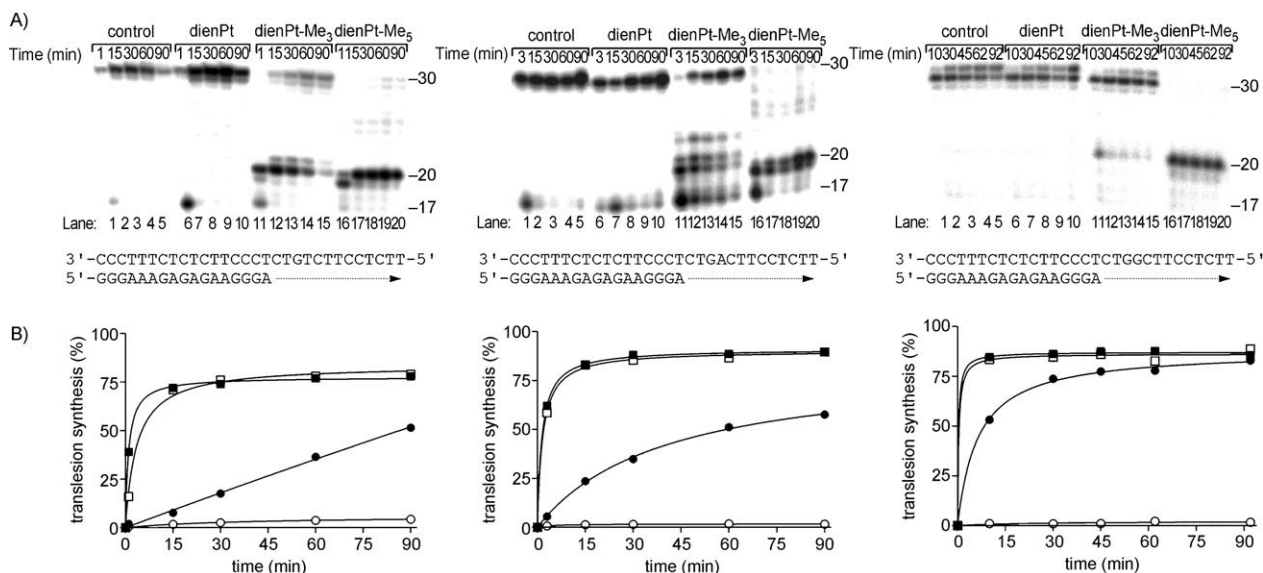 A)
control dienPt dienPt-Me3 dienPt-Me5
Time (min) 1 15 30 60 90 1 15 30 60 90 1 15 30 60 90 1 15 30 60 90
–30
–20
–17
Lane: 1 2 3 4 5 6 7 8 9 10 11 12 13 14 15 16 17 18 19 20
3'-CCCTTTCTCTCTTCCCTCTGTCTTCCTCTT-5'
5'-GGGAAAGAGAGAAGGGA
control dienPt dienPt-Me3 dienPt-Me5
Time (min) 3 15 30 60 90 3 15 30 60 90 3 15 30 60 90 3 15 30 60 90
–30
–20
–17
Lane: 1 2 3 4 5 6 7 8 9 10 11 12 13 14 15 16 17 18 19 20
3'-CCCTTTCTCTCTTCCCTCTGACTTCCTCTT-5'
5'-GGGAAAGAGAGAAGGGA
control dienPt dienPt-Me3 dienPt-Me5
Time (min) 10 30 45 62 92 10 30 45 62 92 10 30 45 62 92 10 30 45 62 92
–30
–20
–17
Lane: 1 2 3 4 5 6 7 8 9 10 11 12 13 14 15 16 17 18 19 20
3'-CCCTTTCTCTCTTCCCTCTGGCTTCCTCTT-5'
5'-GGGAAAGAGAGAAGGGA
B)
translesion synthesis (%)
100
75
50
25
0
0 15 30 45 60 75 90
time (min)
translesion synthesis (%)
100
75
50
25
0
0 15 30 45 60 75 90
time (min)
translesion synthesis (%)
100
75
50
25
0
0 15 30 45 60 75 90
time (min)